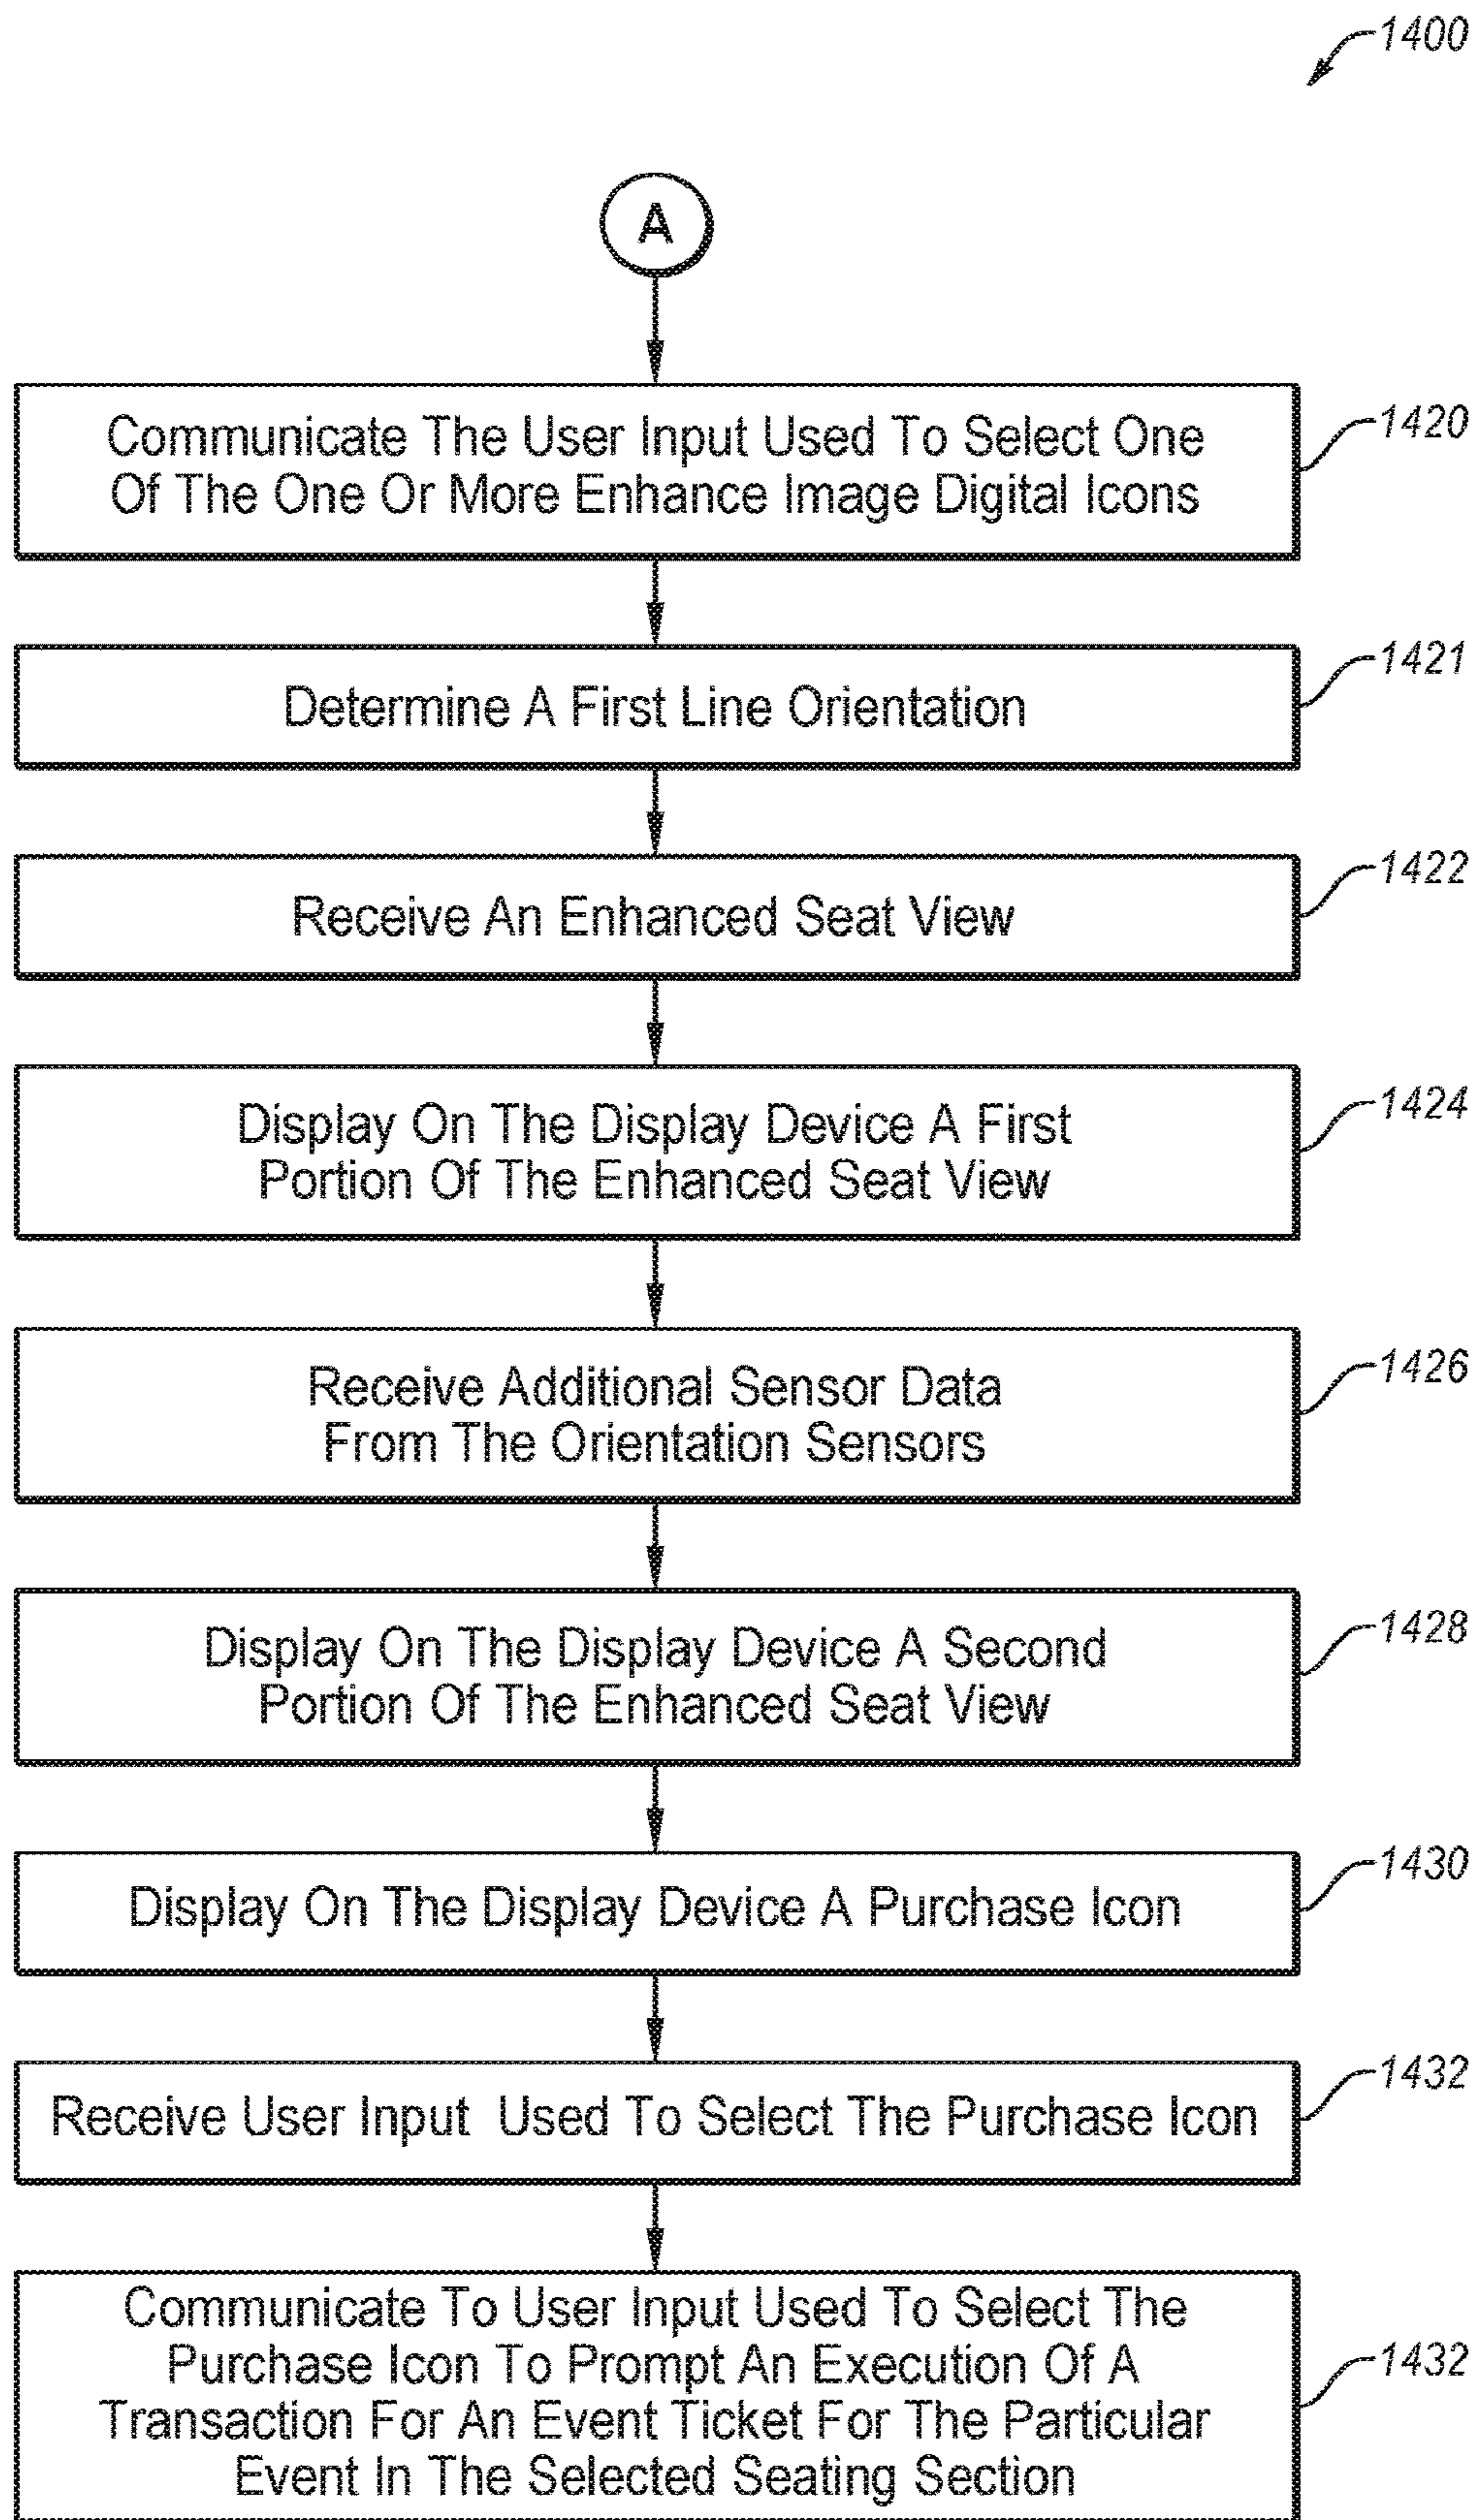 1400
A
Communicate The User Input Used To Select One
Of The One Or More Enhance Image Digital Icons
1420
Determine A First Line Orientation
1421
Receive An Enhanced Seat View
1422
Display On The Display Device A First
Portion Of The Enhanced Seat View
1424
Receive Additional Sensor Data
From The Orientation Sensors
1426
Display On The Display Device A Second
Portion Of The Enhanced Seat View
1428
Display On The Display Device A Purchase Icon
1430
Receive User Input Used To Select The Purchase Icon
1432
Communicate To User Input Used To Select The
Purchase Icon To Prompt An Execution Of A
Transaction For An Event Ticket For The Particular
Event In The Selected Seating Section
1432